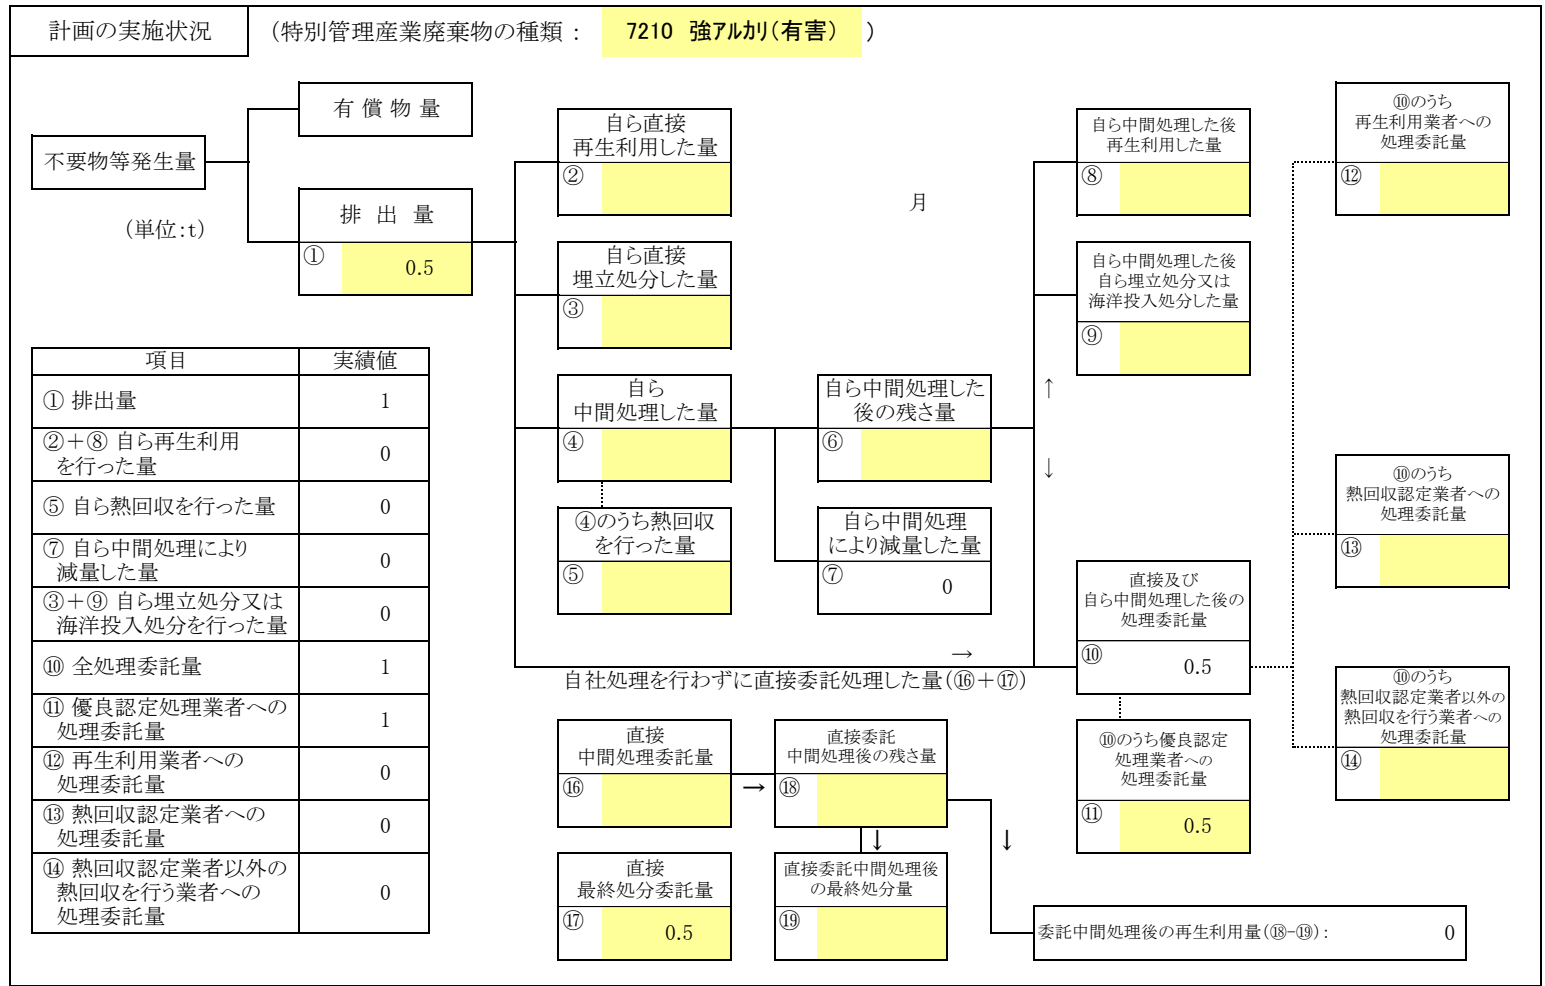 計画の実施状況 (特別管理産業廃棄物の種類: 7210 強アルカリ(有害) )
有償物量
不要物等発生量
(単位:t)
排出量
① 0.5
自ら直接
再生利用した量
②
自ら直接
埋立処分した量
③
自ら
中間処理した量
④
④のうち熱回収
を行った量
⑤
月
自ら中間処理した
後の残さ量
⑥
自ら中間処理
により減量した量
⑦ 0
↑
↓
自ら中間処理した後
再生利用した量
⑧
自ら中間処理した後
自ら埋立処分又は
海洋投入処分した量
⑨
直接及び
自ら中間処理した後の
処理委託量
⑩ 0.5
⑩のうち優良認定
処理業者への
処理委託量
⑪ 0.5
⑩のうち
再生利用業者への
処理委託量
⑫
⑩のうち
熱回収認定業者への
処理委託量
⑬
⑩のうち
熱回収認定業者以外の
熱回収を行う業者への
処理委託量
⑭
→
自社処理を行わずに直接委託処理した量(⑯+⑰)
直接
中間処理委託量
⑯
→
直接委託
中間処理後の残さ量
⑱
↓
↓
直接
最終処分委託量
⑰ 0.5
直接委託中間処理後
の最終処分量
⑲
委託中間処理後の再生利用量(⑱-⑲): 0
項目 実績値
① 排出量 1
②+⑧ 自ら再生利用
を行った量 0
⑤ 自ら熱回収を行った量 0
⑦ 自ら中間処理により
減量した量 0
③+⑨ 自ら埋立処分又は
海洋投入処分を行った量 0
⑩ 全処理委託量 1
⑪ 優良認定処理業者への
処理委託量 1
⑫ 再生利用業者への
処理委託量 0
⑬ 熱回収認定業者への
処理委託量 0
⑭ 熱回収認定業者以外の
熱回収を行う業者への
処理委託量 0